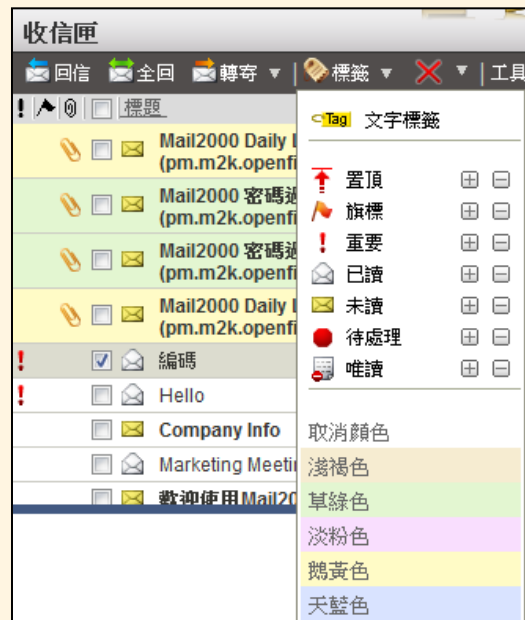 收信匣
回信 全回 轉寄 ▼ | 標籤 ▼ ▼ | 工具
! 標題
Mail2000 Daily L
(pm.m2k.openfi
Mail2000 密碼過
(pm.m2k.openfi
Mail2000 密碼過
(pm.m2k.openfi
Mail2000 Daily L
(pm.m2k.openfi
! 編碼
! Hello
Company Info
Marketing Meeti
歡迎使用Mail20
Tag 文字標籤
置頂
旗標
! 重要
已讀
未讀
待處理
唯讀
取消顏色
淺褐色
草綠色
淡粉色
鵝黃色
天藍色